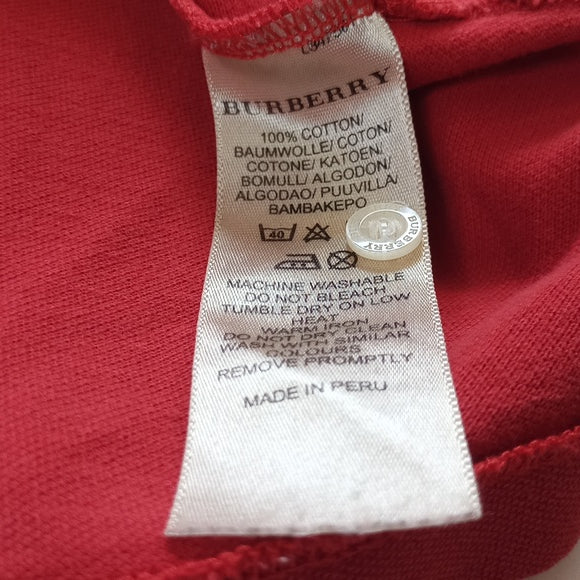 BURBERRY
100% COTTON/
BAUMWOLLE/ COTON/
COTONE/ KATOEN/
BOMULL/ ALGODON/
ALGODAO/ PUUVILLA/
BAMBAKEPO
40
BURBERRY
MACHINE WASHABLE
DO NOT BLEACH
TUMBLE DRY ON LOW
HEAT
WARM IRON
DO NOT DRY CLEAN
WASH WITH SIMILAR
COLOURS
REMOVE PROMPTLY
MADE IN PERU